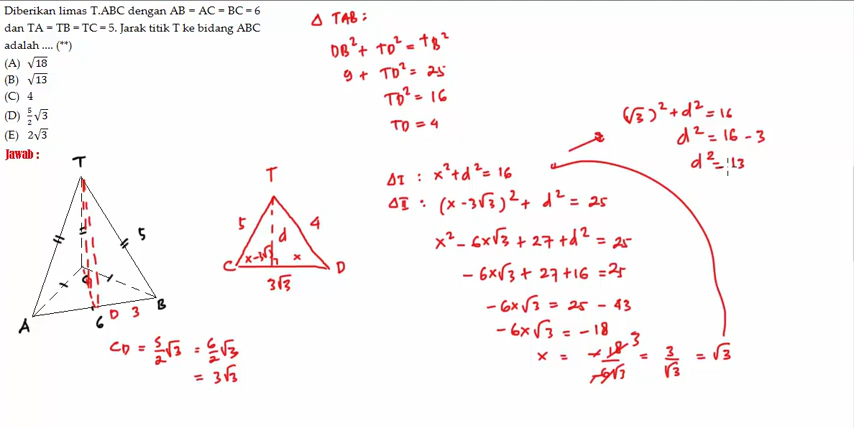 Diberikan limas T.ABC dengan AB = AC = BC = 6
dan TA = TB = TC = 5. Jarak titik T ke bidang ABC
adalah .... (**)
(A) √18
(B) √13
(C) 4
(D) 5/2 √3
(E) 2√3
Jawab :
T
5
C
A
6
D
3
B
CD = s/2 √3 = 6/2 √3
= 3√3
T
5
4
d
x-3√3
x
C
D
3√3
Δ TAB :
DB² + TD² = TB²
9 + TD² = 25
TD² = 16
TD = 4
ΔI : x² + d² = 16
ΔII : (x - 3√3)² + d² = 25
x² - 6x√3 + 27 + d² = 25
-6x√3 + 27 + 16 = 25
-6x√3 = 25 - 43
-6x√3 = -18
x = -18/-6√3 3 = 3/√3 = √3
(√3)² + d² = 16
d² = 16 - 3
d² = 13